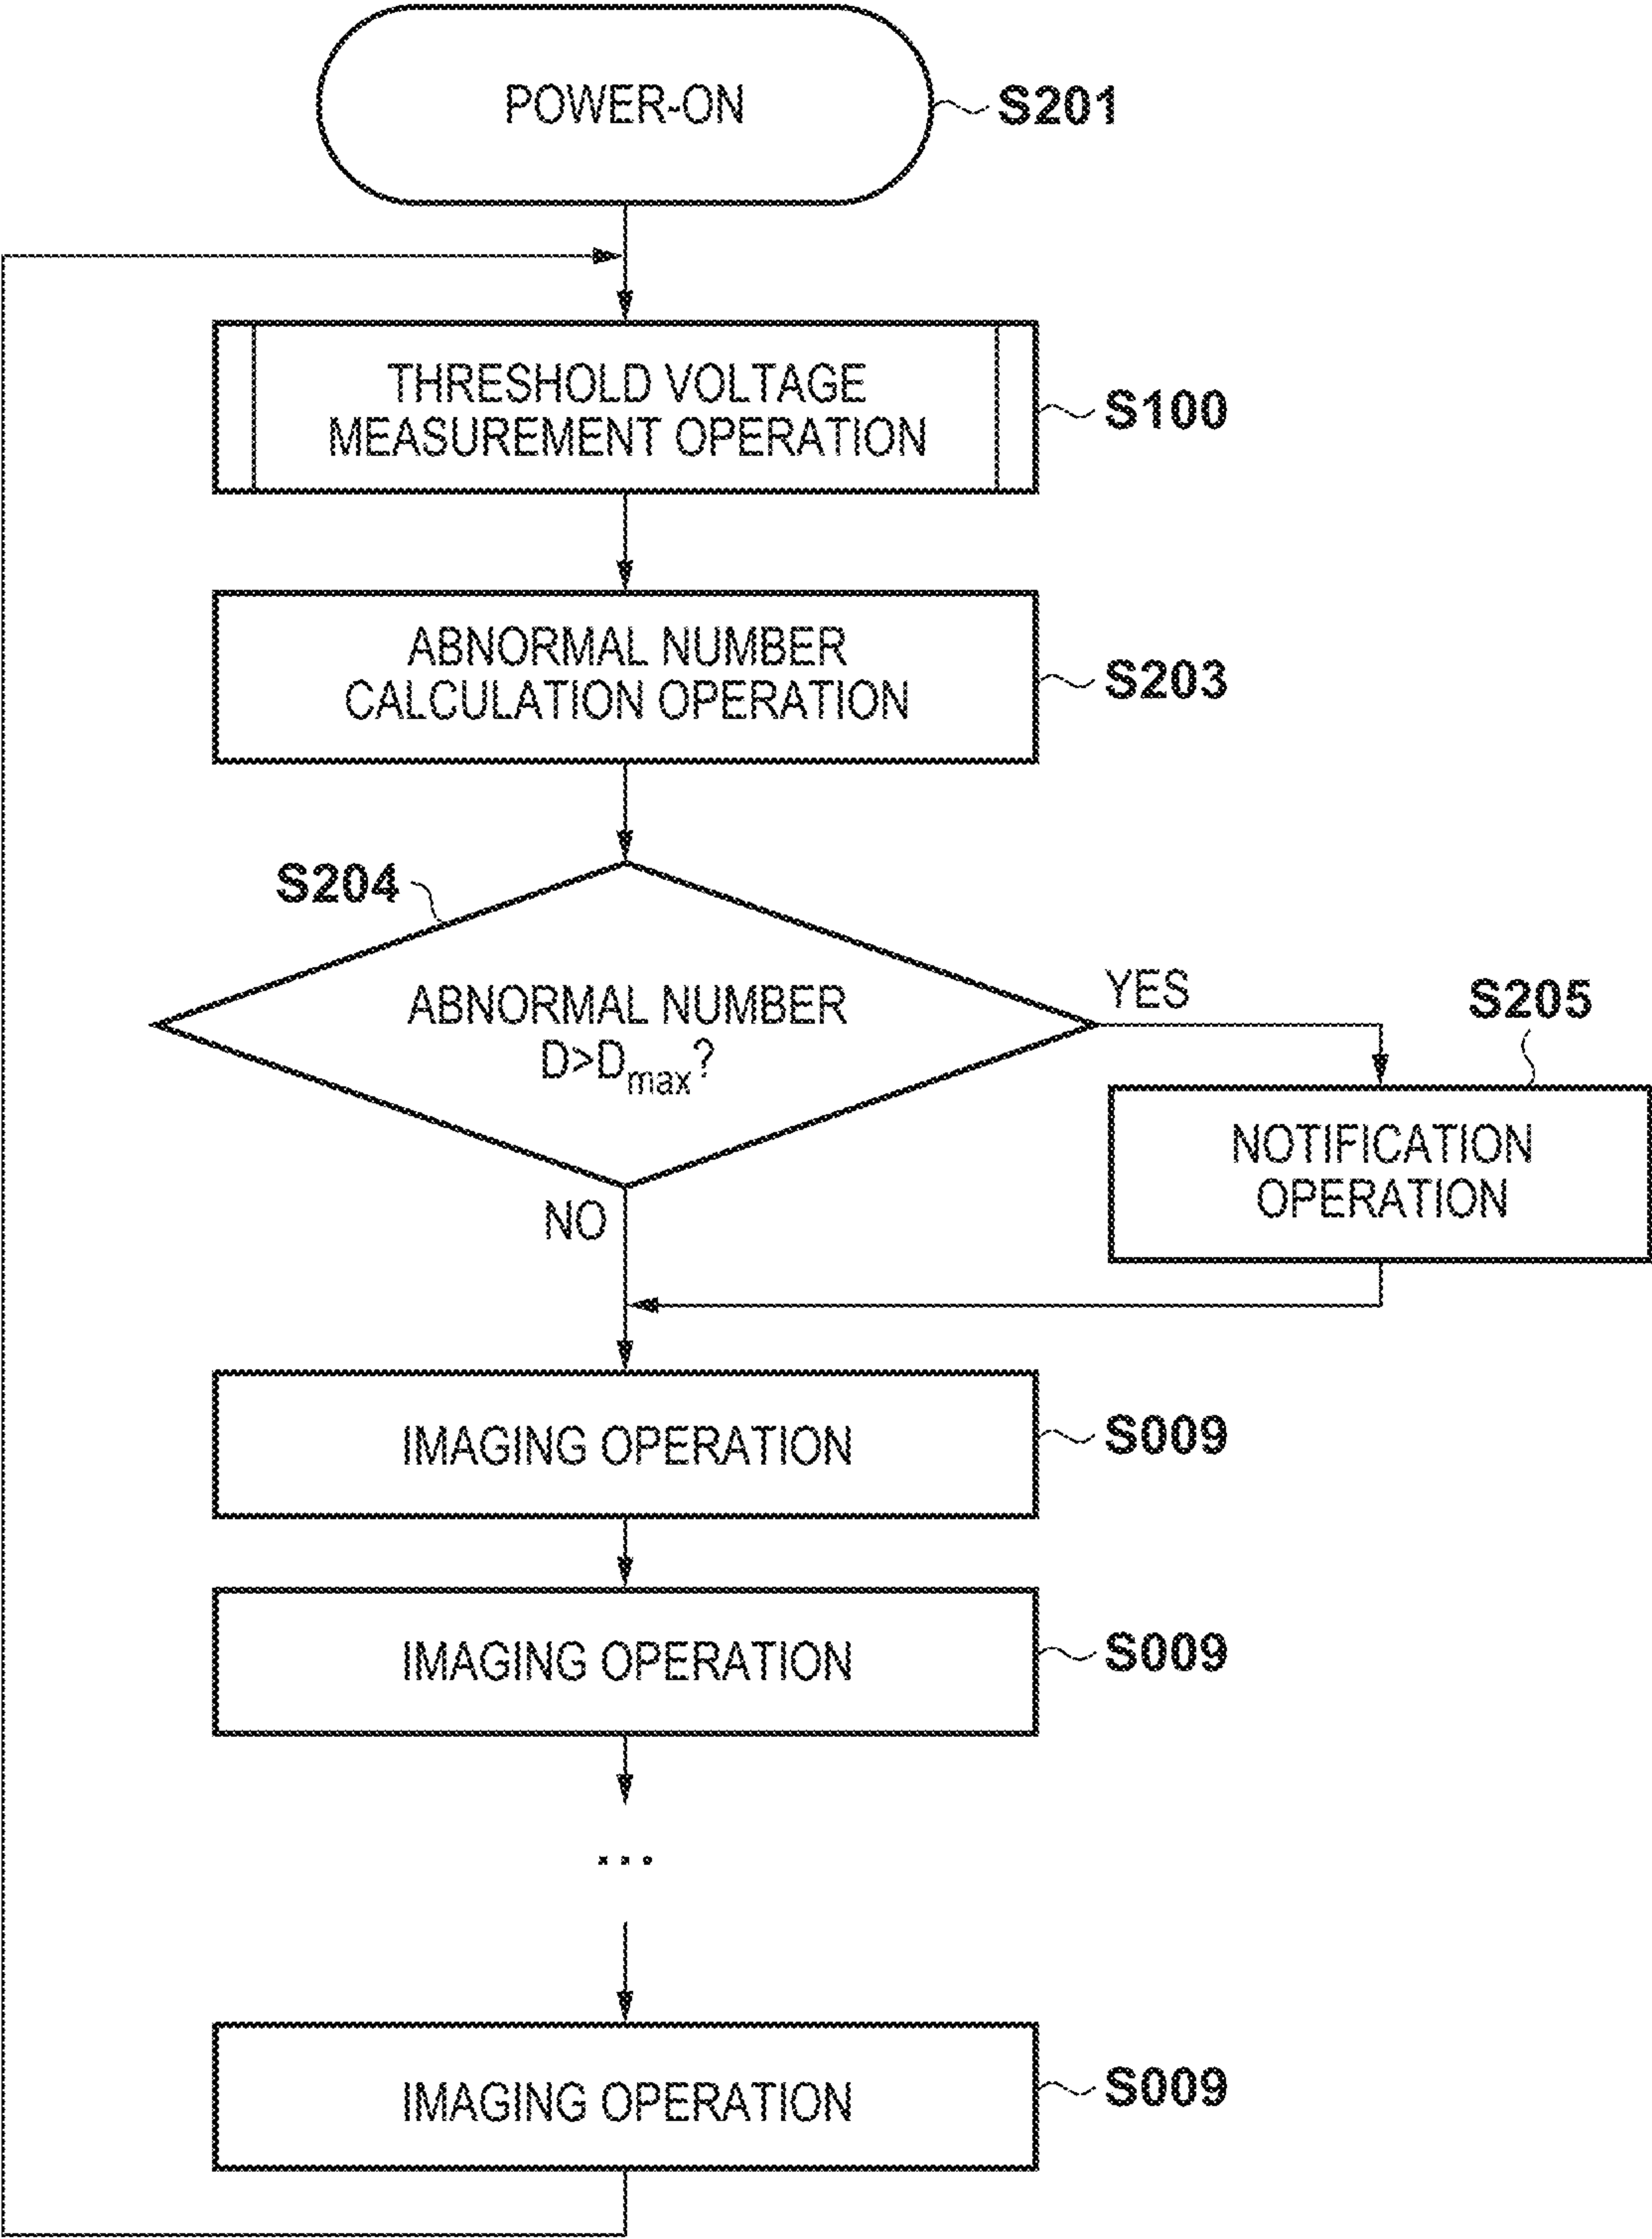 POWER-ON
S201
THRESHOLD VOLTAGE
MEASUREMENT OPERATION
S100
ABNORMAL NUMBER
CALCULATION OPERATION
S203
S204
ABNORMAL NUMBER
D>Dmax?
YES
S205
NOTIFICATION
OPERATION
NO
IMAGING OPERATION
S009
IMAGING OPERATION
S009
...
IMAGING OPERATION
S009